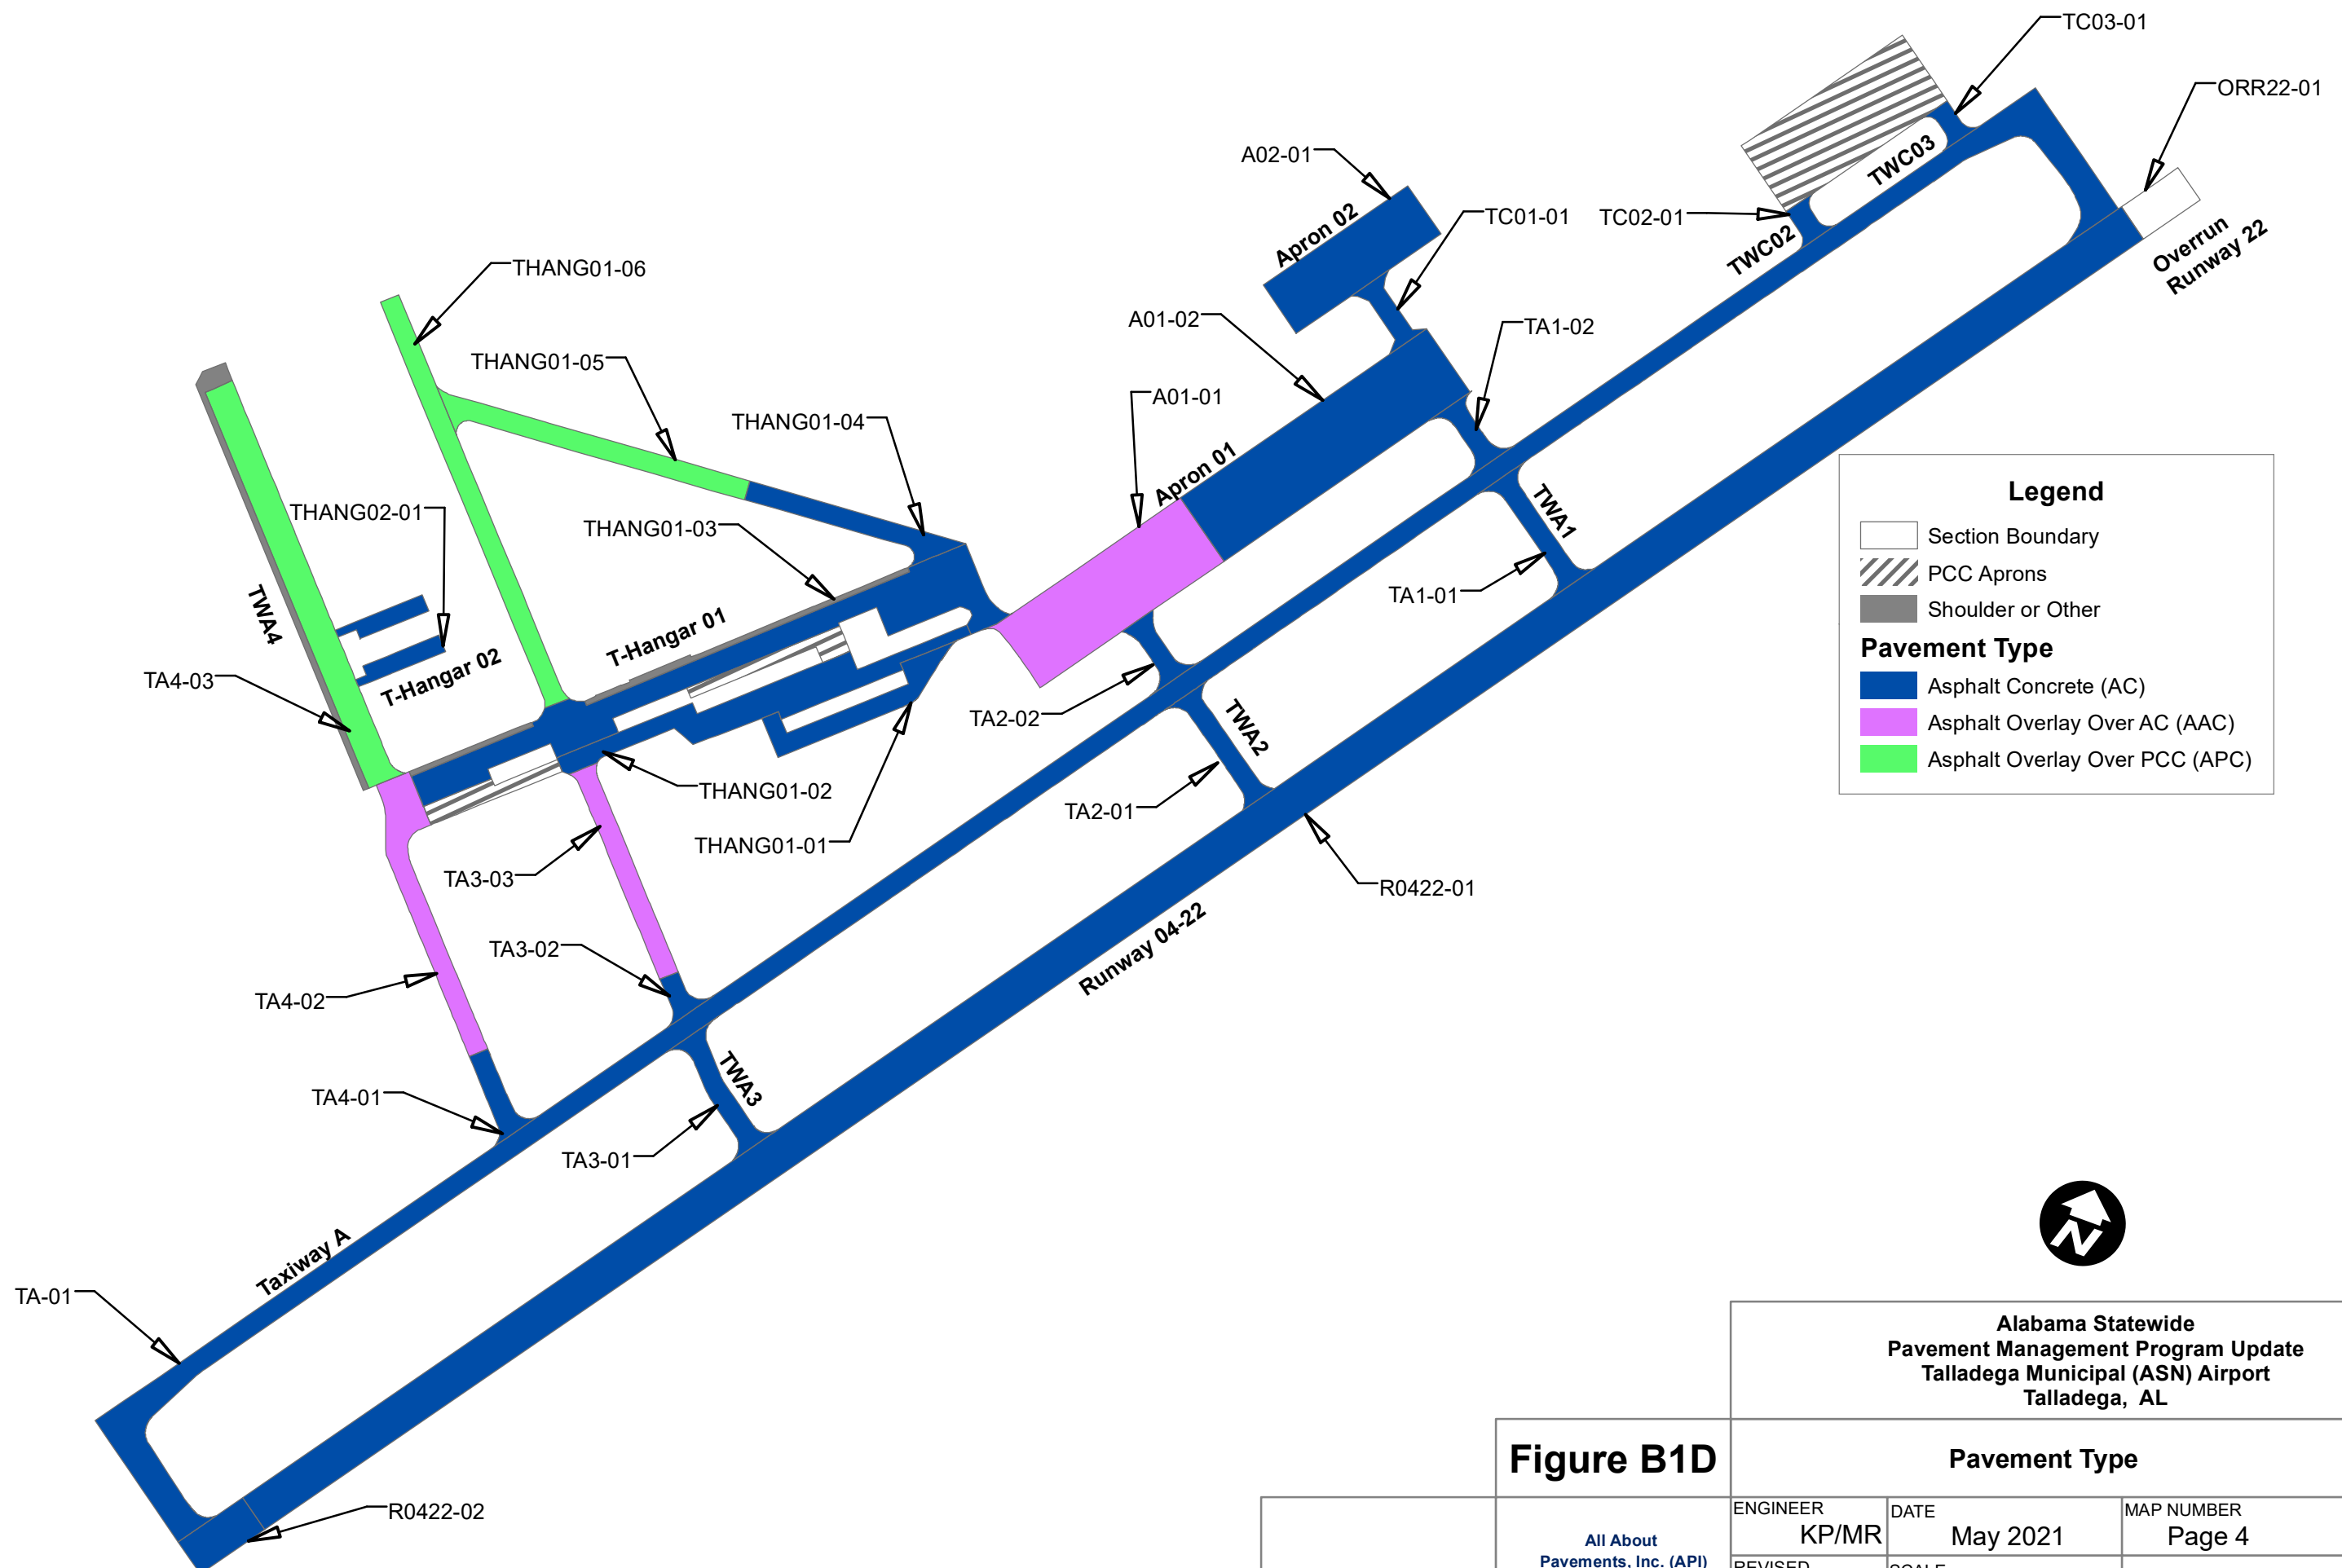 TC03-01
ORR22-01
A02-01
TWC03
TC01-01
TC02-01
Apron 02
TWC02
Overrun
Runway 22
THANG01-06
A01-02
TA1-02
THANG01-05
A01-01
THANG01-04
Apron 01
THANG02-01
THANG01-03
TWA1
TWA4
TA1-01
T-Hangar 01
T-Hangar 02
TA4-03
TA2-02
TWA2
THANG01-02
TA2-01
THANG01-01
TA3-03
R0422-01
TA3-02
Runway 04-22
TA4-02
TWA3
TA4-01
TA3-01
Taxiway A
TA-01
R0422-02
Legend
Section Boundary
PCC Aprons
Shoulder or Other
Pavement Type
Asphalt Concrete (AC)
Asphalt Overlay Over AC (AAC)
Asphalt Overlay Over PCC (APC)
N
Alabama Statewide
Pavement Management Program Update
Talladega Municipal (ASN) Airport
Talladega, AL
Figure B1D
Pavement Type
All About
Pavements, Inc. (API)
ENGINEER
KP/MR
DATE
May 2021
MAP NUMBER
Page 4
REVISED
SCALE